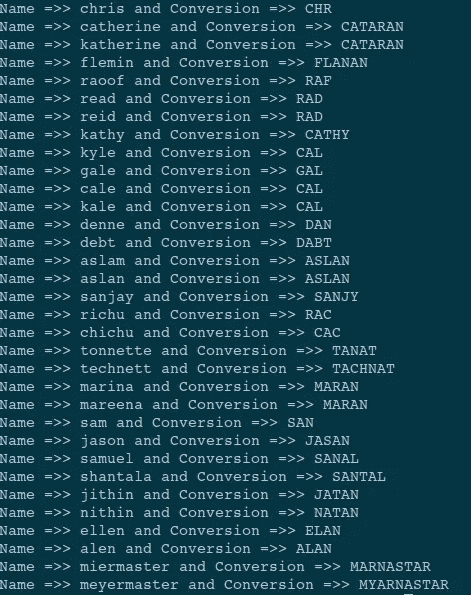 Name =>> chris and Conversion =>> CHR
Name =>> catherine and Conversion =>> CATARAN
Name =>> katherine and Conversion =>> CATARAN
Name =>> flemin and Conversion =>> FLANAN
Name =>> raoof and Conversion =>> RAF
Name =>> read and Conversion =>> RAD
Name =>> reid and Conversion =>> RAD
Name =>> kathy and Conversion =>> CATHY
Name =>> kyle and Conversion =>> CAL
Name =>> gale and Conversion =>> GAL
Name =>> cale and Conversion =>> CAL
Name =>> kale and Conversion =>> CAL
Name =>> denne and Conversion =>> DAN
Name =>> debt and Conversion =>> DABT
Name =>> aslam and Conversion =>> ASLAN
Name =>> aslan and Conversion =>> ASLAN
Name =>> sanjay and Conversion =>> SANJY
Name =>> richu and Conversion =>> RAC
Name =>> chichu and Conversion =>> CAC
Name =>> tonnette and Conversion =>> TANAT
Name =>> technett and Conversion =>> TACHNAT
Name =>> marina and Conversion =>> MARAN
Name =>> mareena and Conversion =>> MARAN
Name =>> sam and Conversion =>> SAN
Name =>> jason and Conversion =>> JASAN
Name =>> samuel and Conversion =>> SANAL
Name =>> shantala and Conversion =>> SANTAL
Name =>> jithin and Conversion =>> JATAN
Name =>> nithin and Conversion =>> NATAN
Name =>> ellen and Conversion =>> ELAN
Name =>> alen and Conversion =>> ALAN
Name =>> miermaster and Conversion =>> MARNASTAR
Name =>> meyermaster and Conversion =>> MYARNASTAR